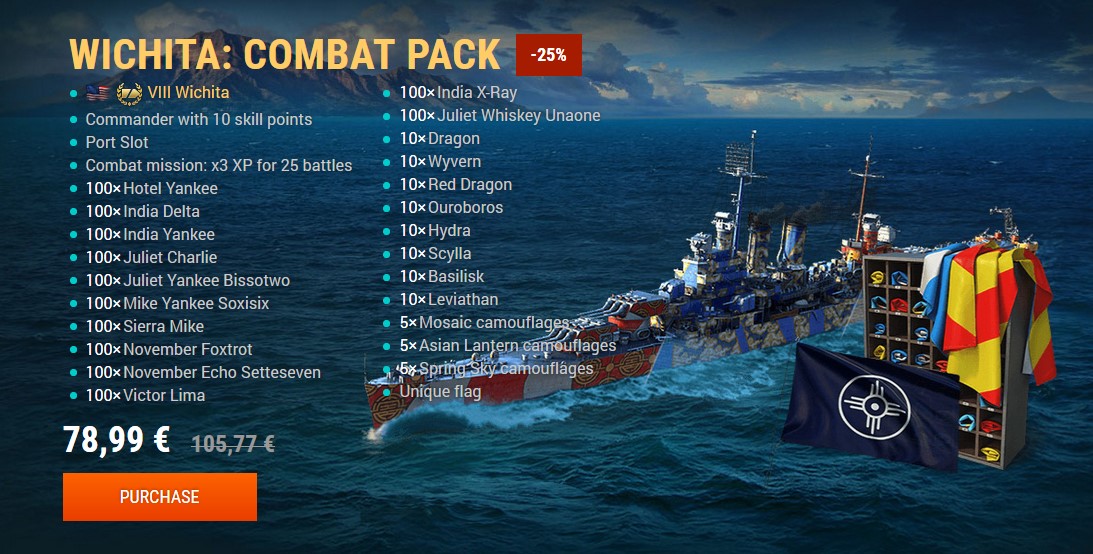 WICHITA: COMBAT PACK
-25%
VIII Wichita
Commander with 10 skill points
Port Slot
Combat mission: x3 XP for 25 battles
100× Hotel Yankee
100× India Delta
100× India Yankee
100× Juliet Charlie
100× Juliet Yankee Bissotwo
100× Mike Yankee Soxisix
100× Sierra Mike
100× November Foxtrot
100× November Echo Setteseven
100× Victor Lima
100× India X-Ray
100× Juliet Whiskey Unaone
10× Dragon
10× Wyvern
10× Red Dragon
10× Ouroboros
10× Hydra
10× Scylla
10× Basilisk
10× Leviathan
5× Mosaic camouflages
5× Asian Lantern camouflages
5× Spring Sky camouflages
Unique flag
78,99 € 105,77 €
PURCHASE